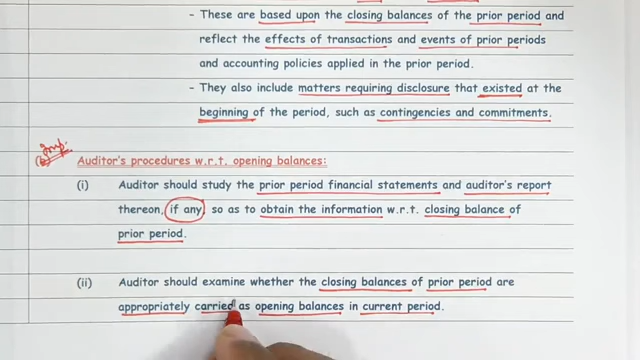 - These are based upon the closing balances of the prior period and
reflect the effects of transactions and events of prior periods
and accounting policies applied in the prior period.
- They also include matters requiring disclosure that existed at the
beginning of the period, such as contingencies and commitments.
Imp.
(b) Auditor's procedures w.r.t. opening balances:
(i) Auditor should study the prior period financial statements and auditor's report
thereon, if any, so as to obtain the information w.r.t. closing balance of
prior period.
(ii) Auditor should examine whether the closing balances of prior period are
appropriately carried as opening balances in current period.